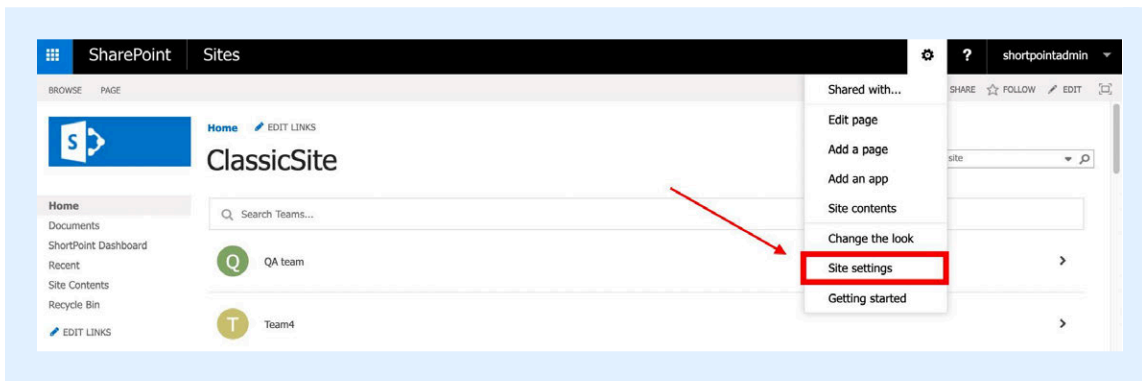 SharePoint Sites ? shortpointadmin
BROWSE PAGE SHARE FOLLOW EDIT
Shared with...
Edit page
Add a page
Add an app
Site contents
Change the look
Site settings
Getting started
S
Home EDIT LINKS
ClassicSite
site
Home
Documents
ShortPoint Dashboard
Recent
Site Contents
Recycle Bin
EDIT LINKS
Search Teams...
Q QA team
T Team4